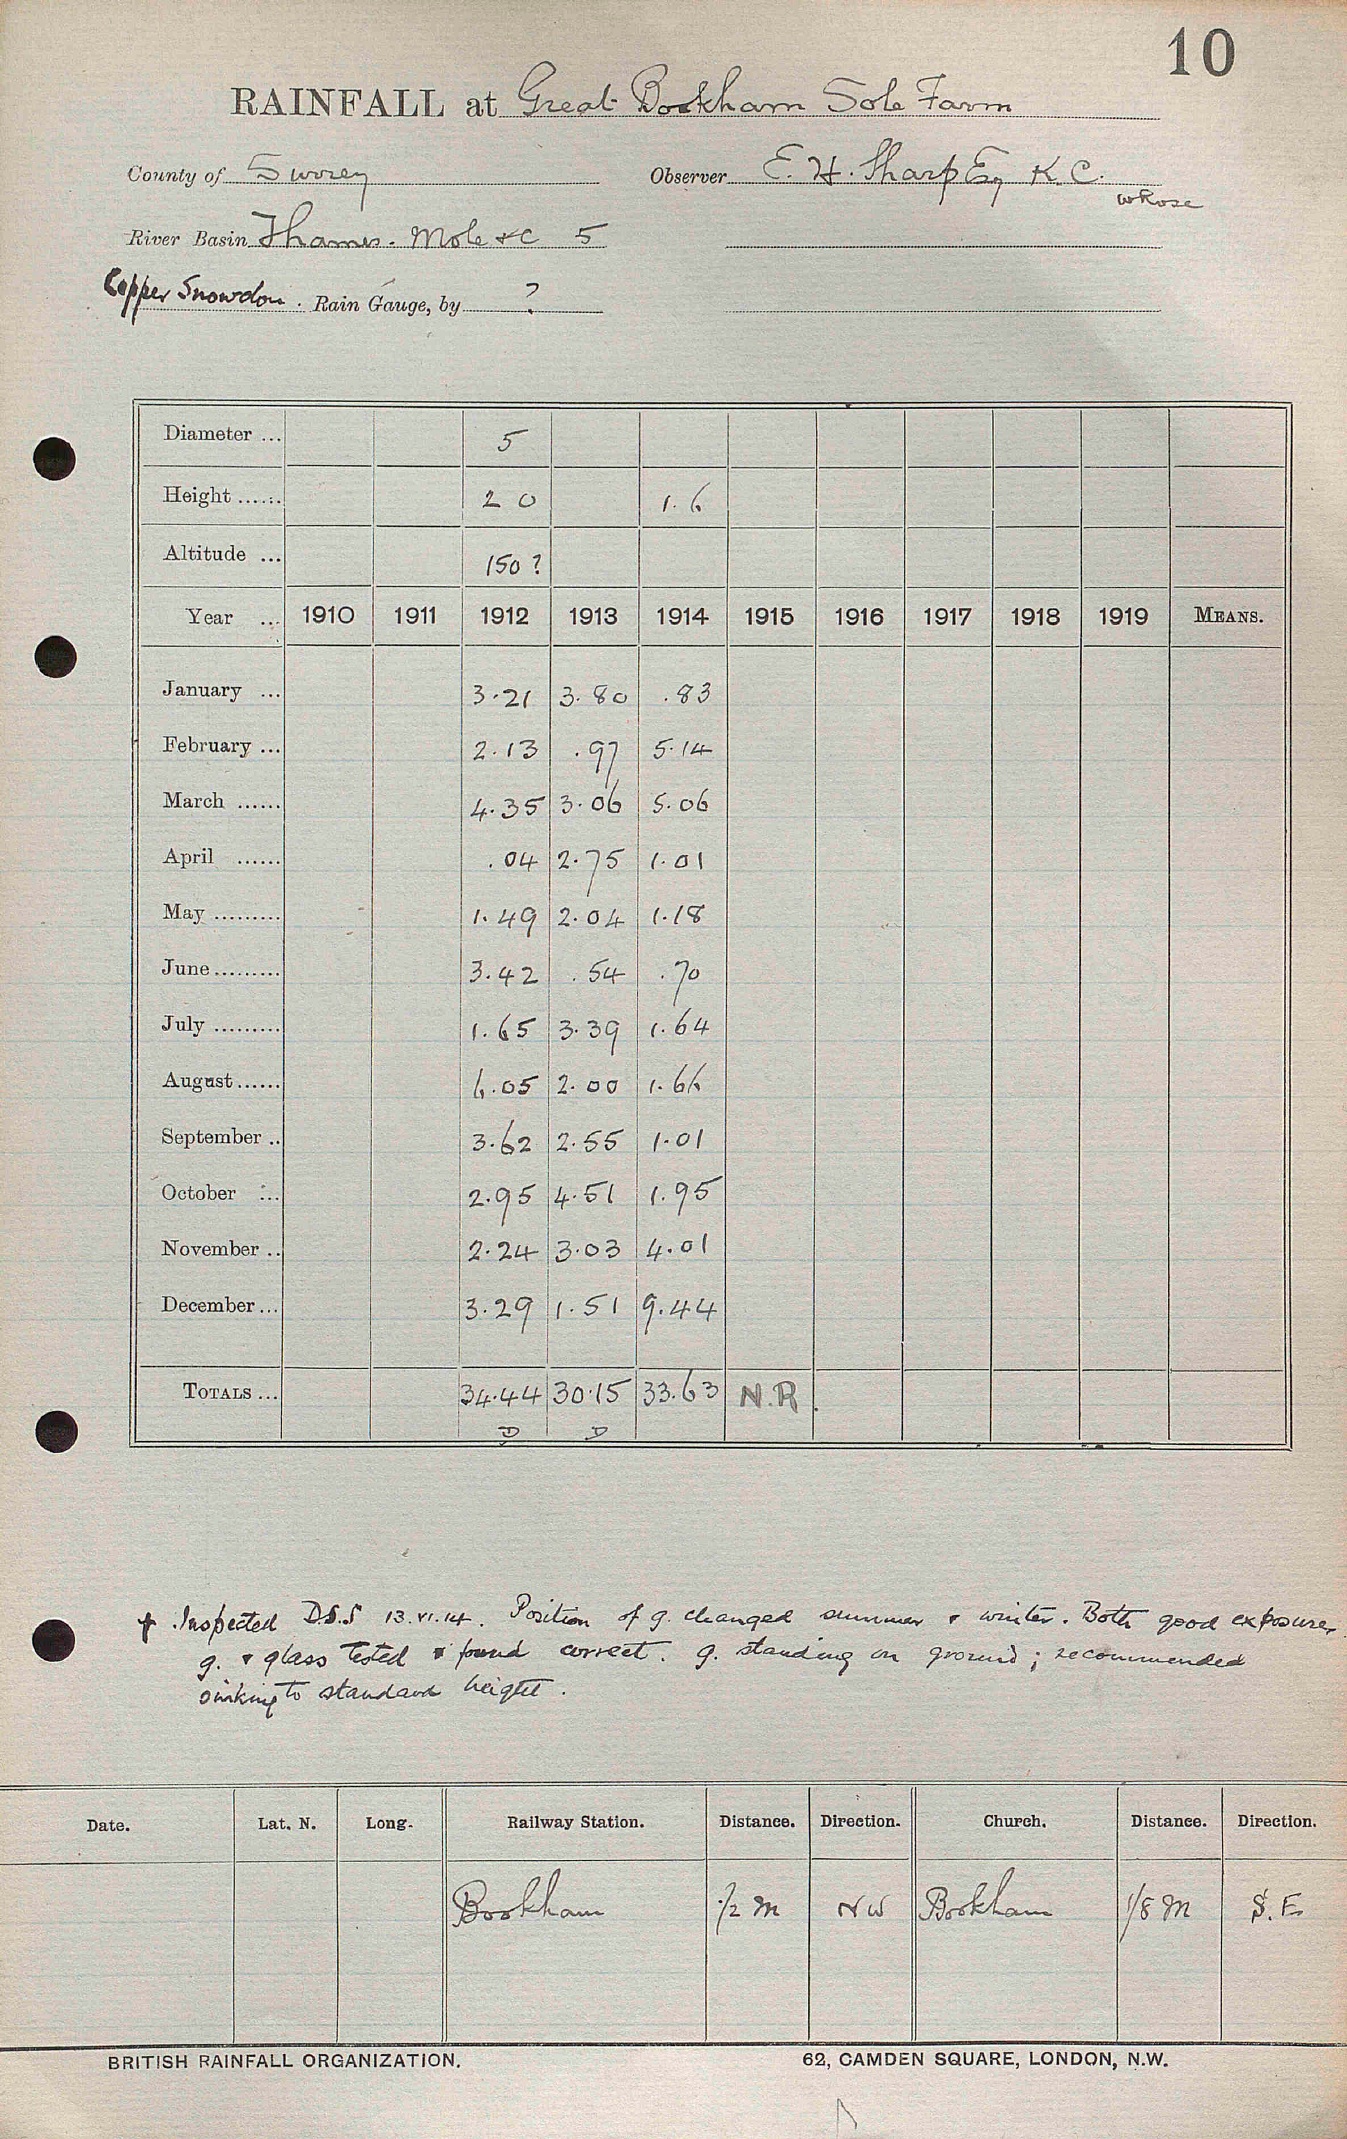 10
RAINFALL at Great Bookham Sole Farm
County of Surrey Observer E. H. Sharp Esq K.C.
whose
River Basin Thames. Mole &c 5
Copper Snowdon. Rain Gauge, by ?
Diameter ... 5
Height ...... 2 0 1. 6
Altitude ... 150 ?
Year ... 1910 1911 1912 1913 1914 1915 1916 1917 1918 1919 MEANS.
January ... 3.21 3.80 .83
February ... 2.13 .97 5.14
March ...... 4.35 3.06 5.06
April ...... .04 2.75 1.01
May ......... 1.49 2.04 1.18
June ......... 3.42 .54 .70
July ......... 1.65 3.39 1.64
August ...... 6.05 2.00 1.66
September .. 3.62 2.55 1.01
October ... 2.95 4.51 1.95
November .. 2.24 3.03 4.01
December ... 3.29 1.51 9.44
TOTALS ... 34.44 30.15 33.63 N.R.
D D
† Inspected D.S.S 13.VI.14. Position of g. changed summer & winter. Both good exposures.
g. & glass tested & found correct. g. standing on ground; recommended
sinking to standard height.
Date. Lat. N. Long. Railway Station. Distance. Direction. Church. Distance. Direction.
Bookham 1/2 m NW Bookham 1/8 m S.E.
BRITISH RAINFALL ORGANIZATION. 62, CAMDEN SQUARE, LONDON, N.W.